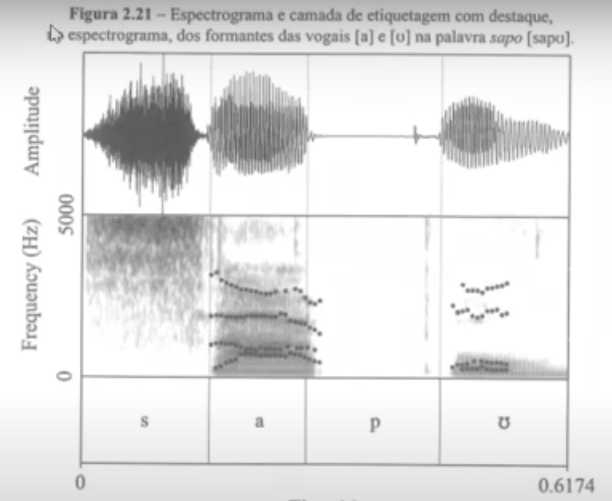 Figura 2.21 – Espectrograma e camada de etiquetagem com destaque,
espectrograma, dos formantes das vogais [a] e [ʊ] na palavra sapo [sapʊ].
Amplitude
5000
Frequency (Hz)
0
s a p ʊ
0 0.6174